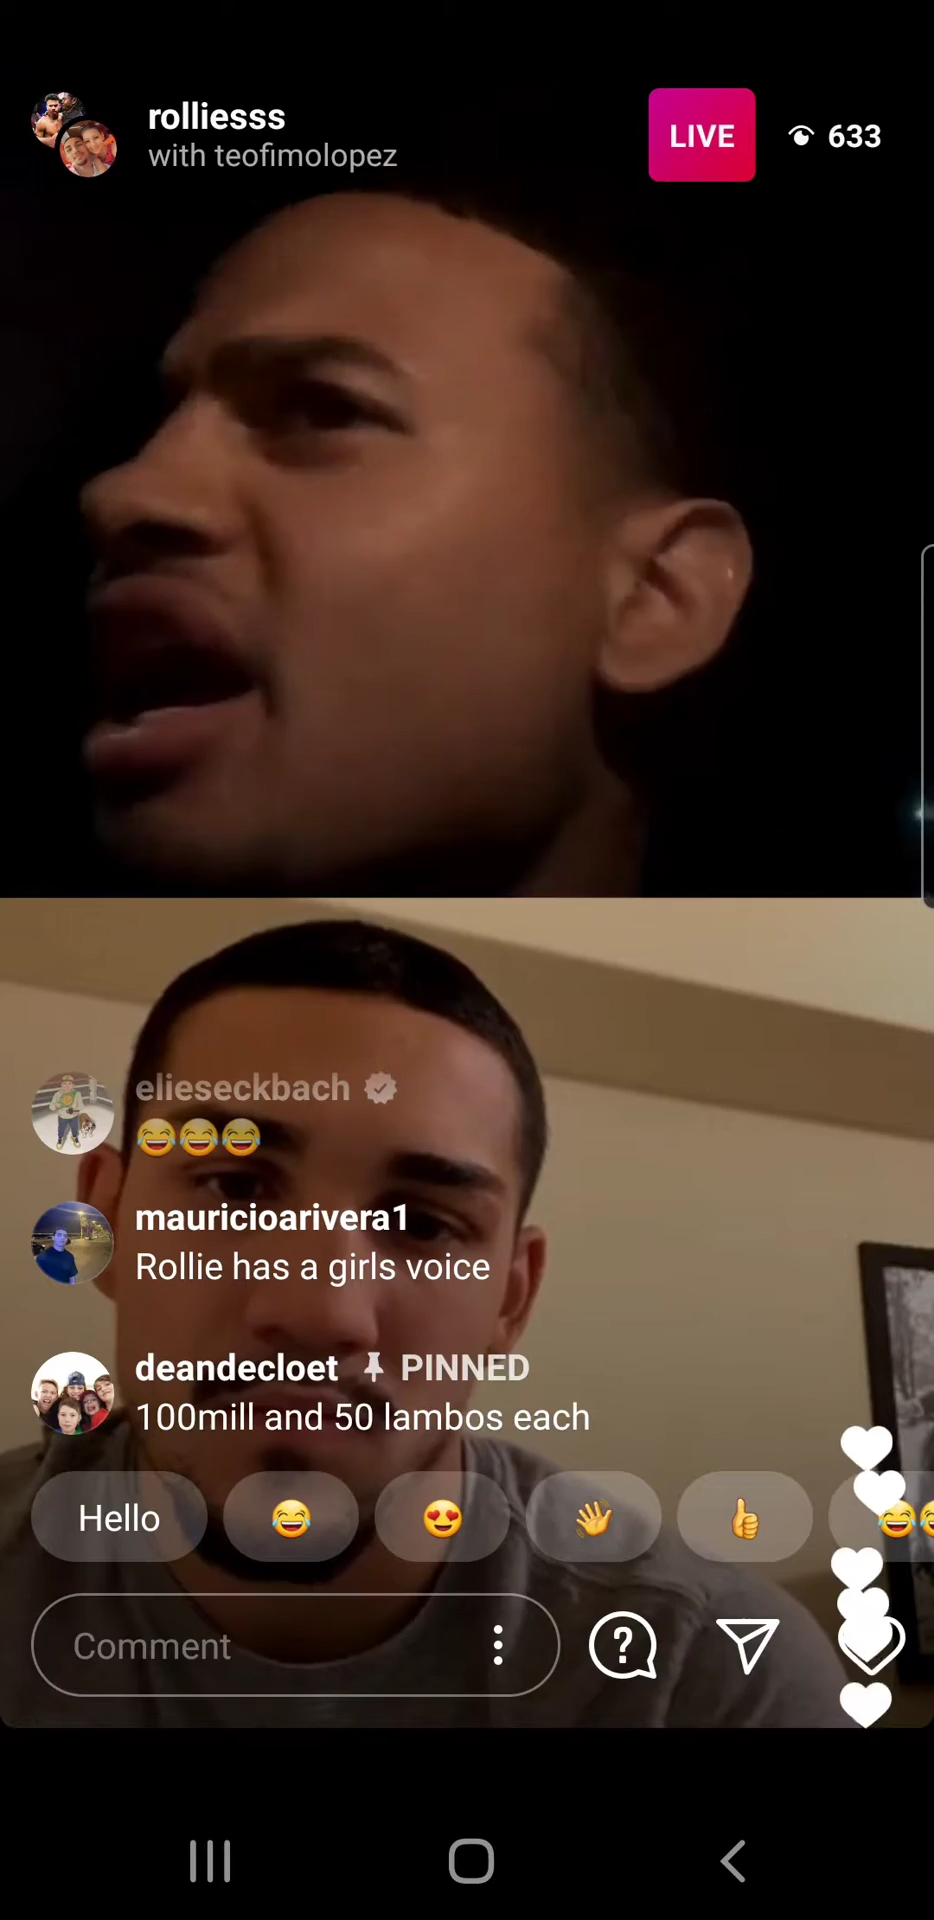 rolliesss
with teofimolopez
LIVE
633
elieseckbach
😂😂😂
mauricioarivera1
Rollie has a girls voice
deandecloet PINNED
100mill and 50 lambos each
Hello
Comment